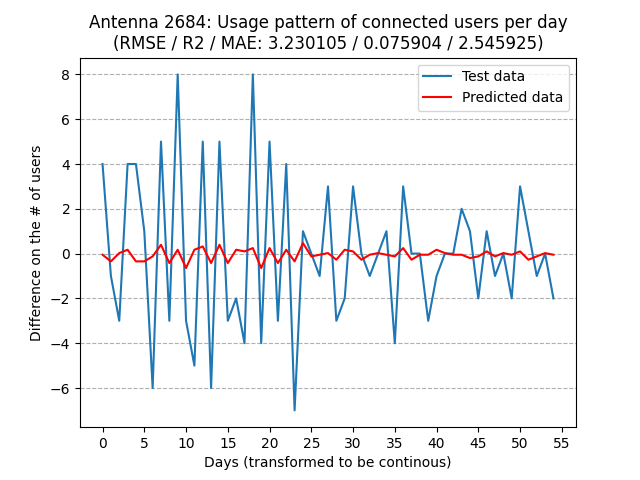 Antenna 2684: Usage pattern of connected users per day
(RMSE / R2 / MAE: 3.230105 / 0.075904 / 2.545925)
Test data
Predicted data
Difference on the # of users
8
6
4
2
0
−2
−4
−6
0 5 10 15 20 25 30 35 40 45 50 55
Days (transformed to be continous)